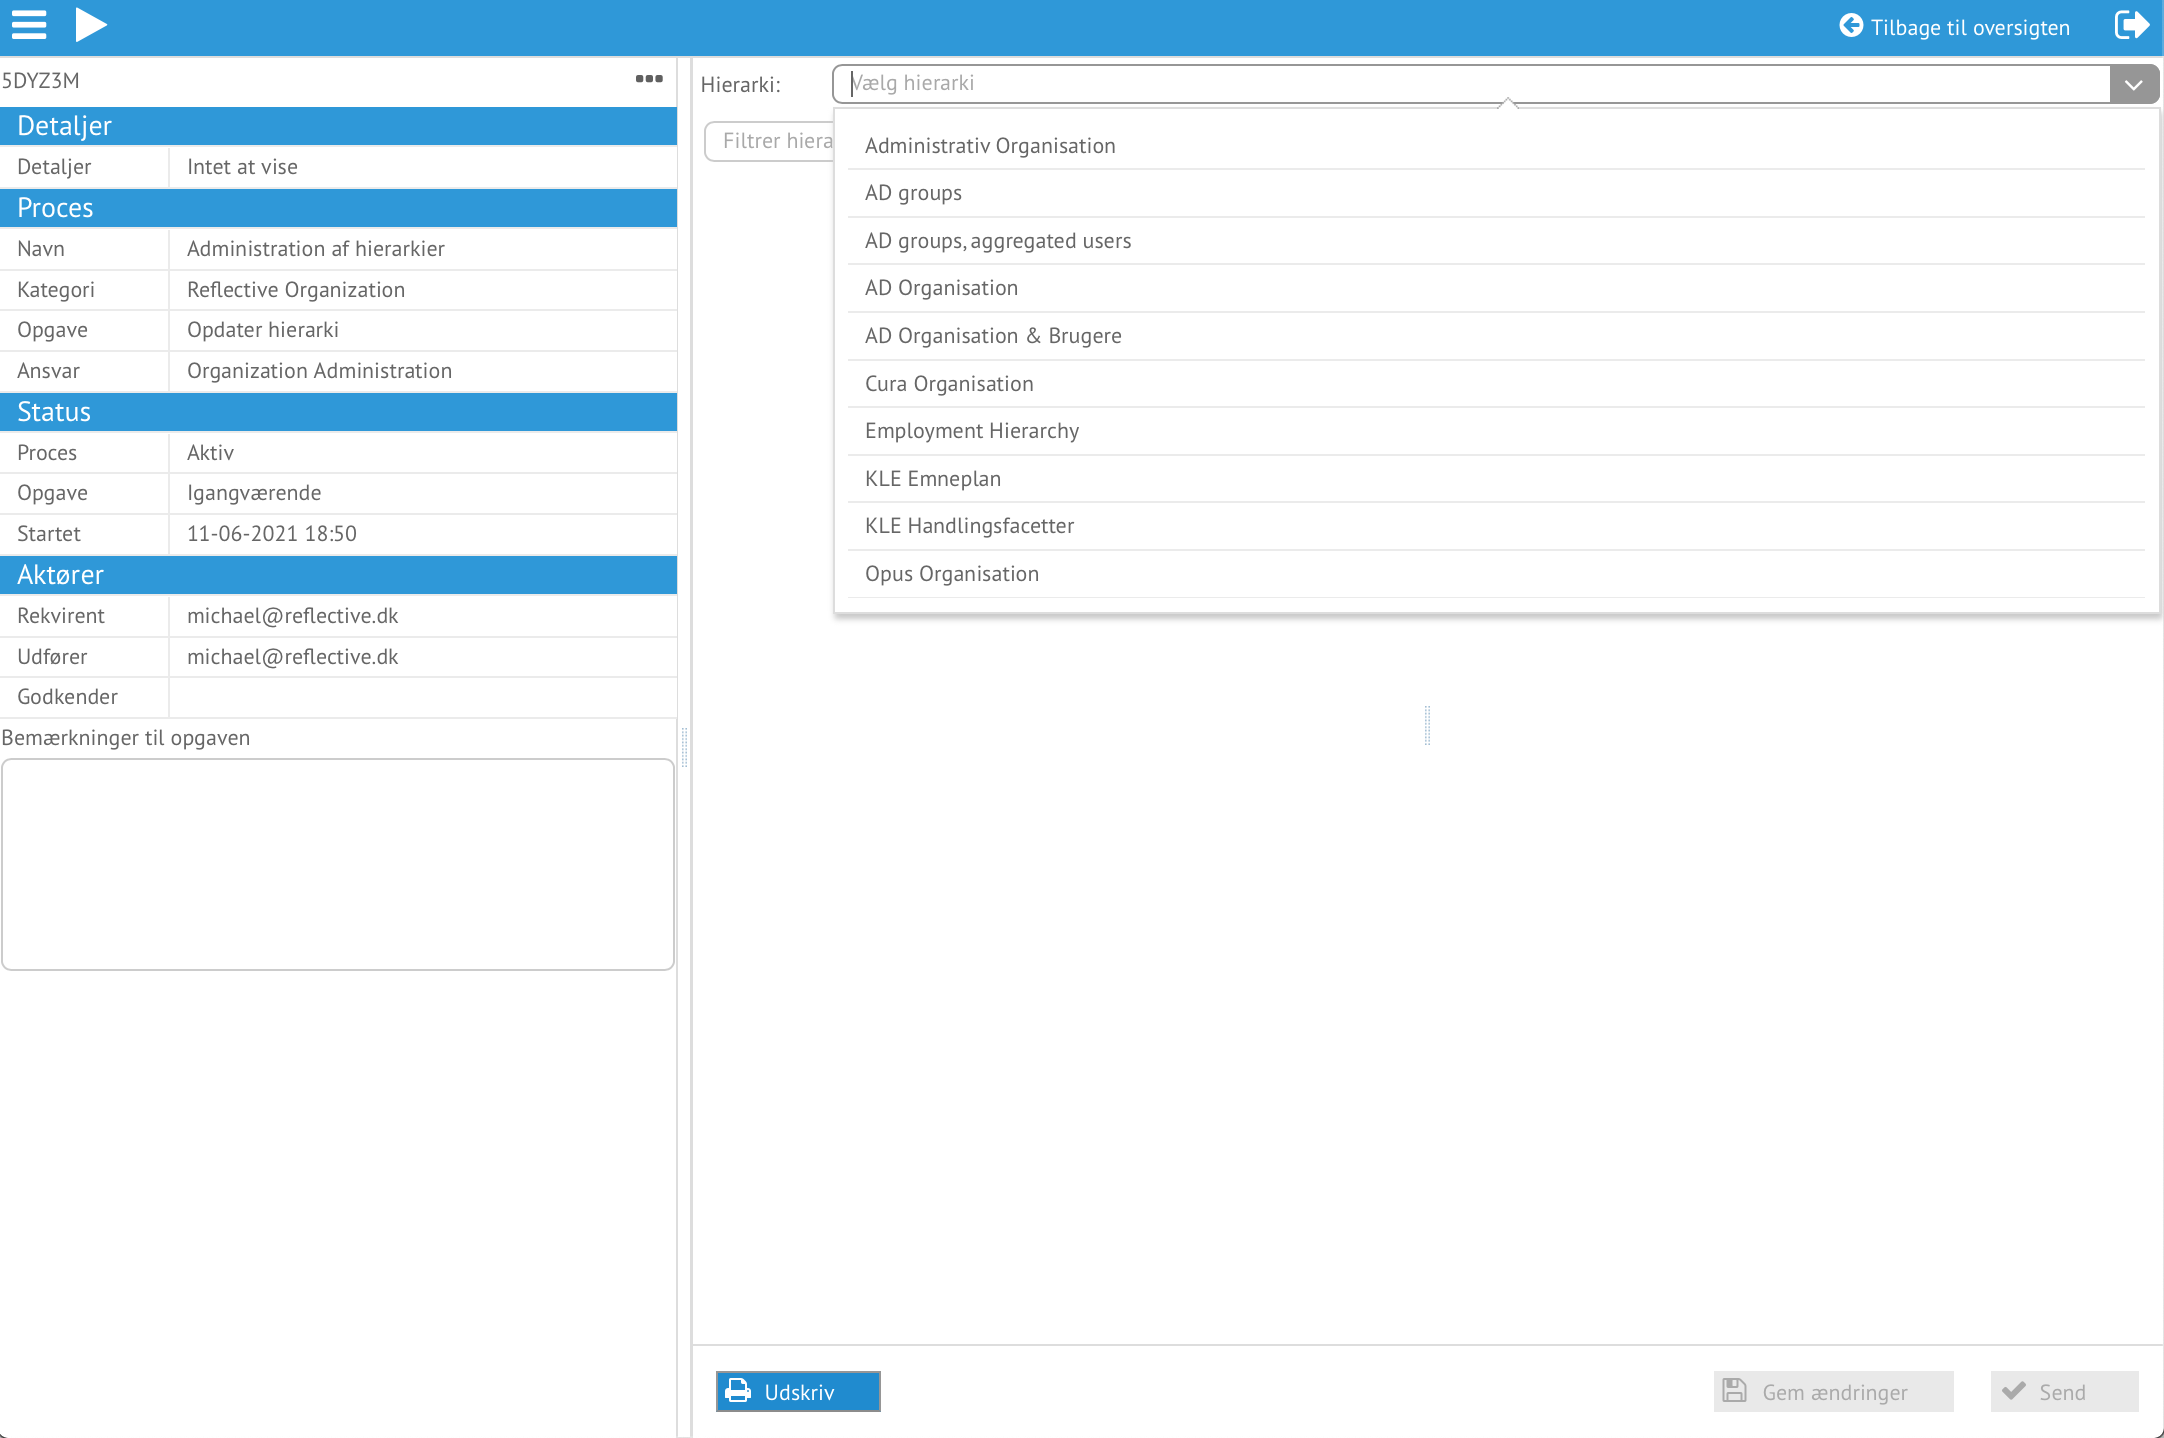 Tilbage til oversigten
5DYZ3M
Detaljer
Detaljer Intet at vise
Proces
Navn Administration af hierarkier
Kategori Reflective Organization
Opgave Opdater hierarki
Ansvar Organization Administration
Status
Proces Aktiv
Opgave Igangværende
Startet 11-06-2021 18:50
Aktører
Rekvirent michael@reflective.dk
Udfører michael@reflective.dk
Godkender
Bemærkninger til opgaven
Hierarki: Vælg hierarki
Filtrer hiera
Administrativ Organisation
AD groups
AD groups, aggregated users
AD Organisation
AD Organisation & Brugere
Cura Organisation
Employment Hierarchy
KLE Emneplan
KLE Handlingsfacetter
Opus Organisation
Udskriv Gem ændringer Send